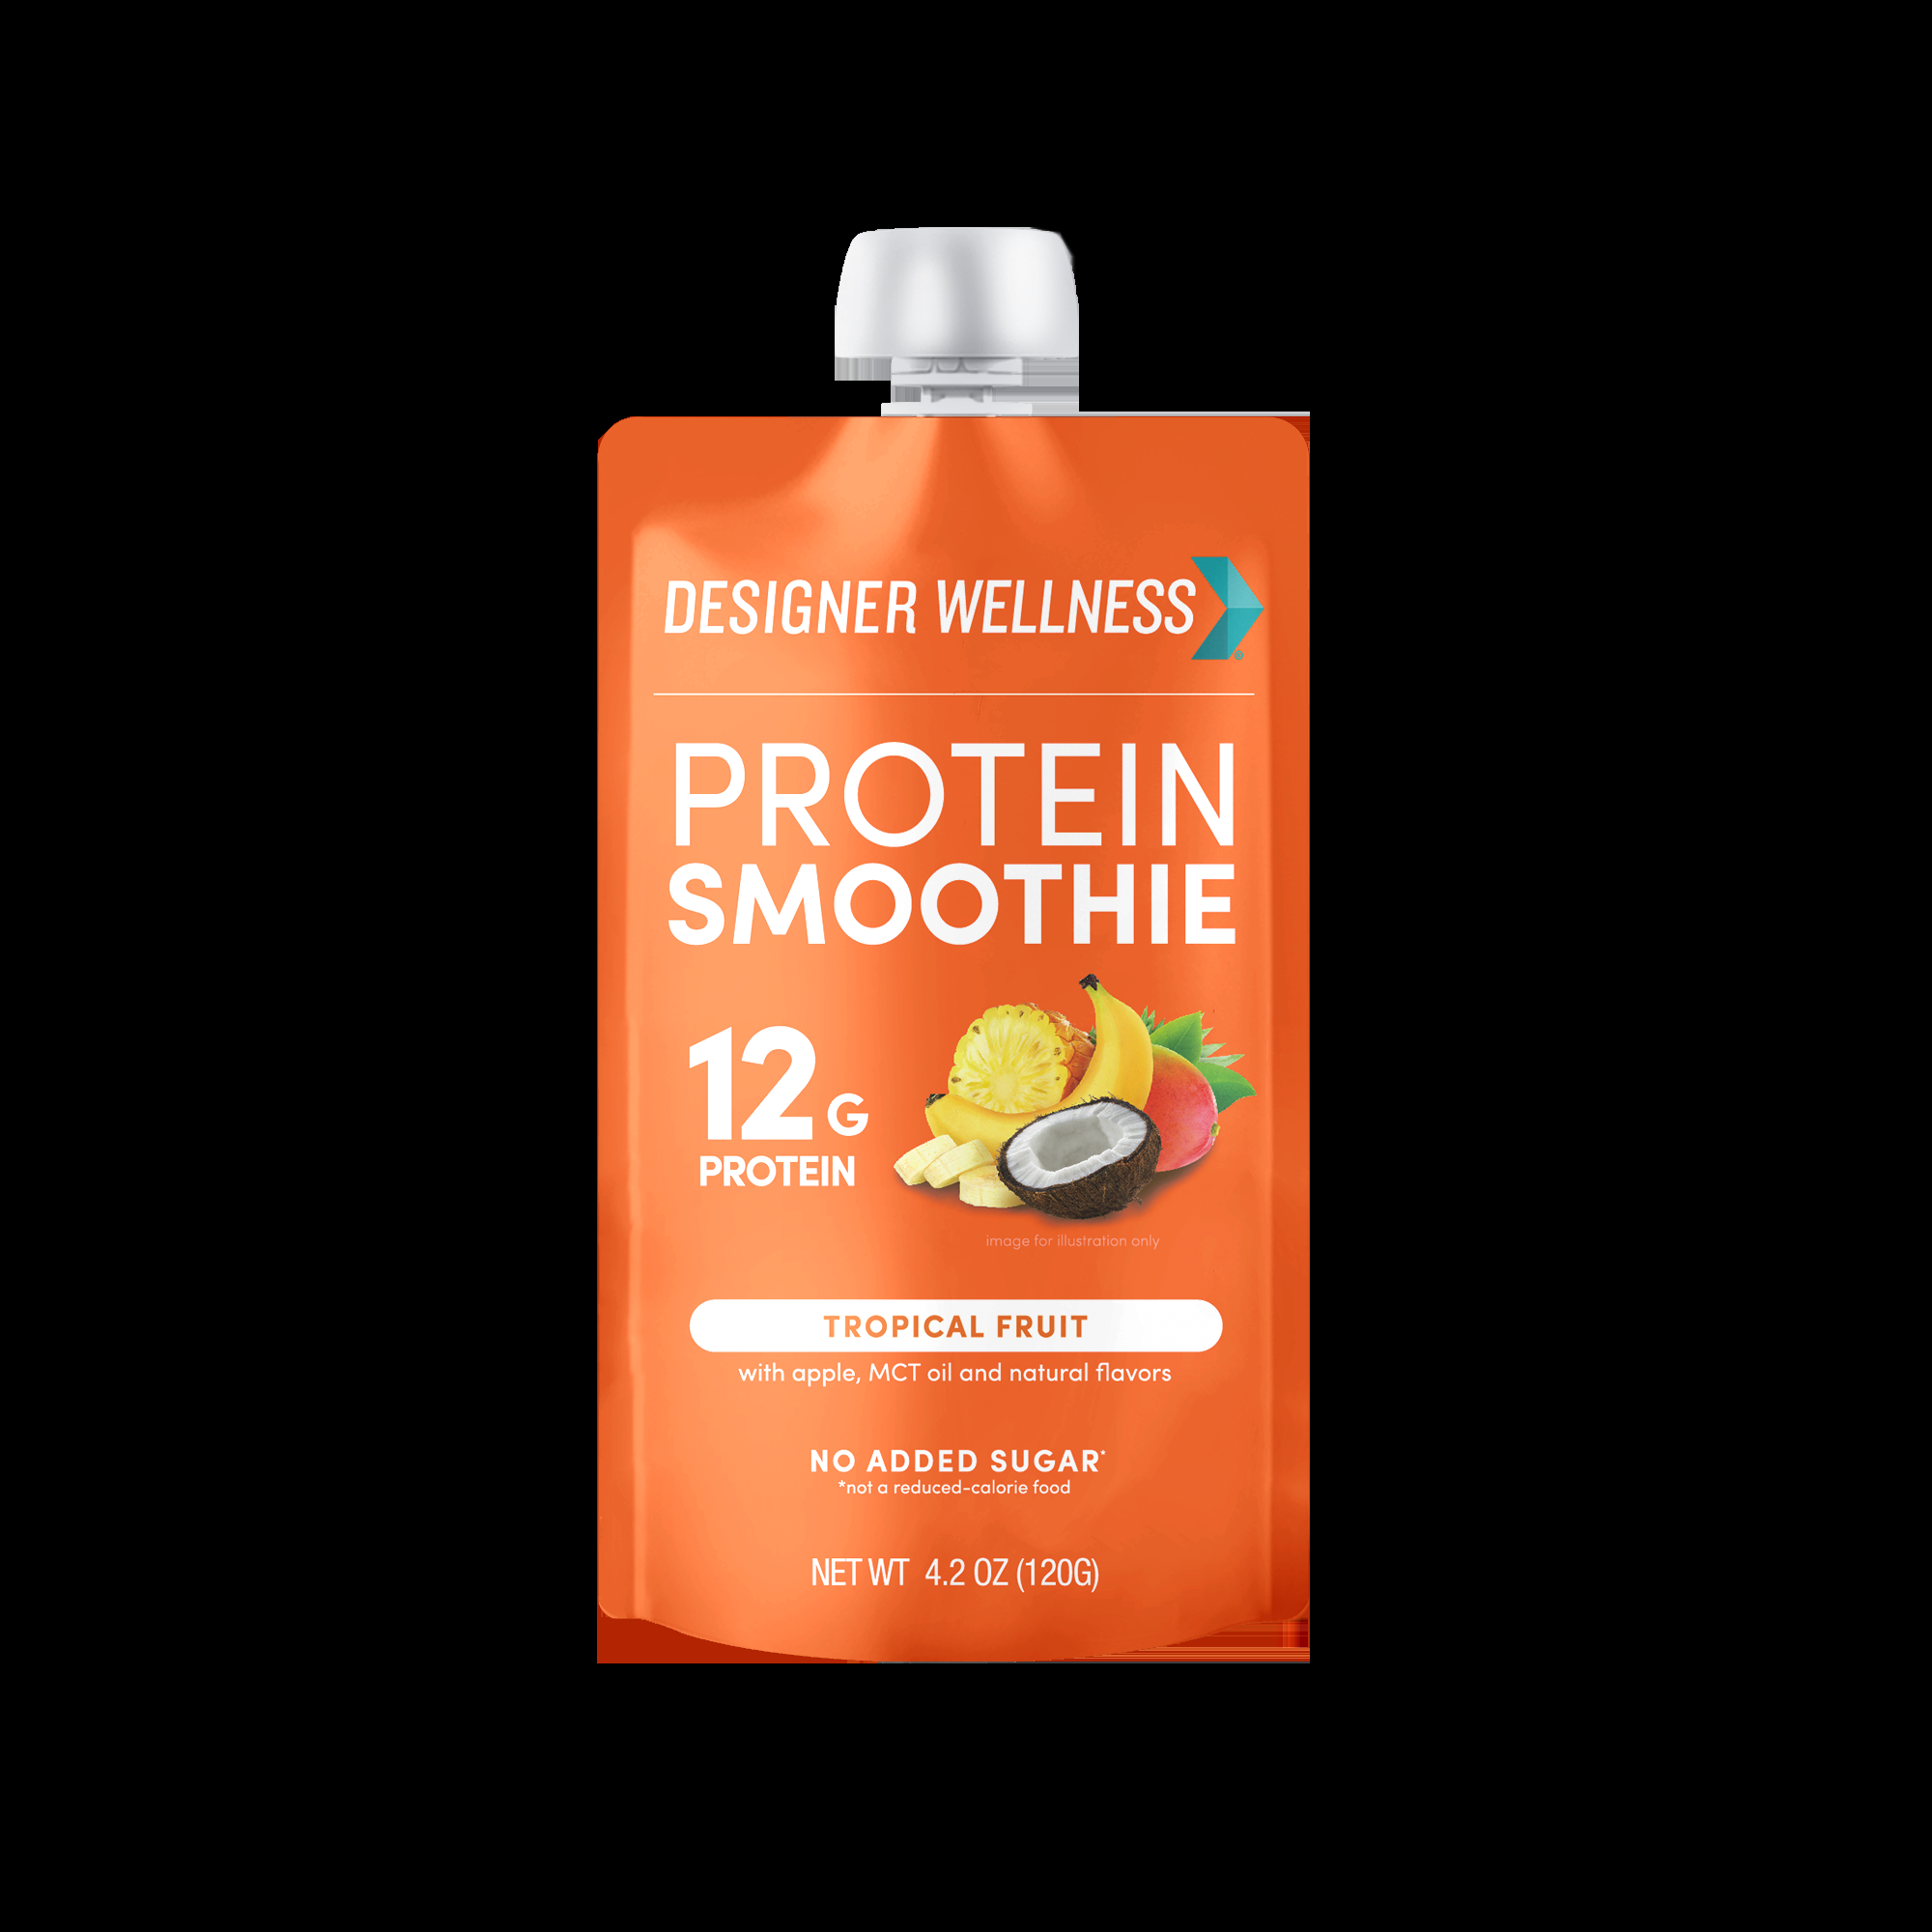 DESIGNER WELLNESS
PROTEIN
SMOOTHIE
12G
PROTEIN
image for illustration only
TROPICAL FRUIT
with apple, MCT oil and natural flavors
NO ADDED SUGAR*
*not a reduced-calorie food
NET WT 4.2 OZ (120G)